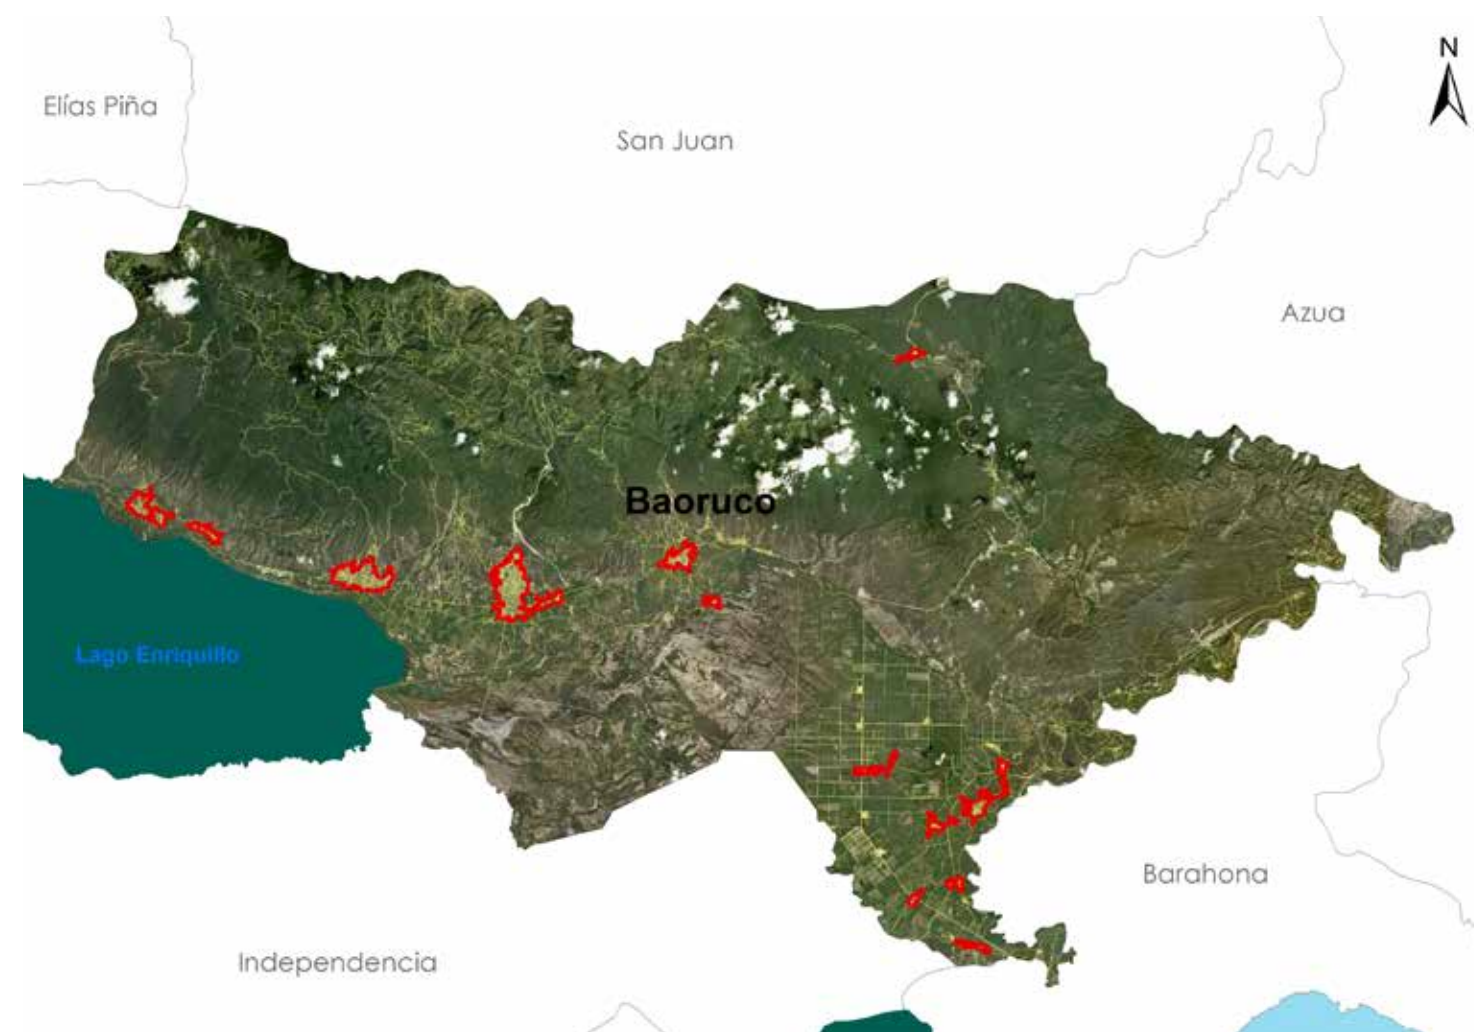 N
Elías Piña
San Juan
Azua
Baoruco
Lago Enriquillo
Barahona
Independencia